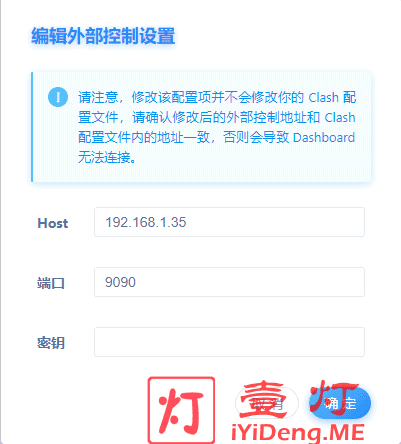 编辑外部控制设置
请注意，修改该配置项并不会修改你的 Clash 配
置文件，请确认修改后的外部控制地址和 Clash
配置文件内的地址一致，否则会导致 Dashboard
无法连接。
Host 192.168.1.35
端口 9090
密钥
取消 确 定
灯 壹灯
iYiDeng.ME